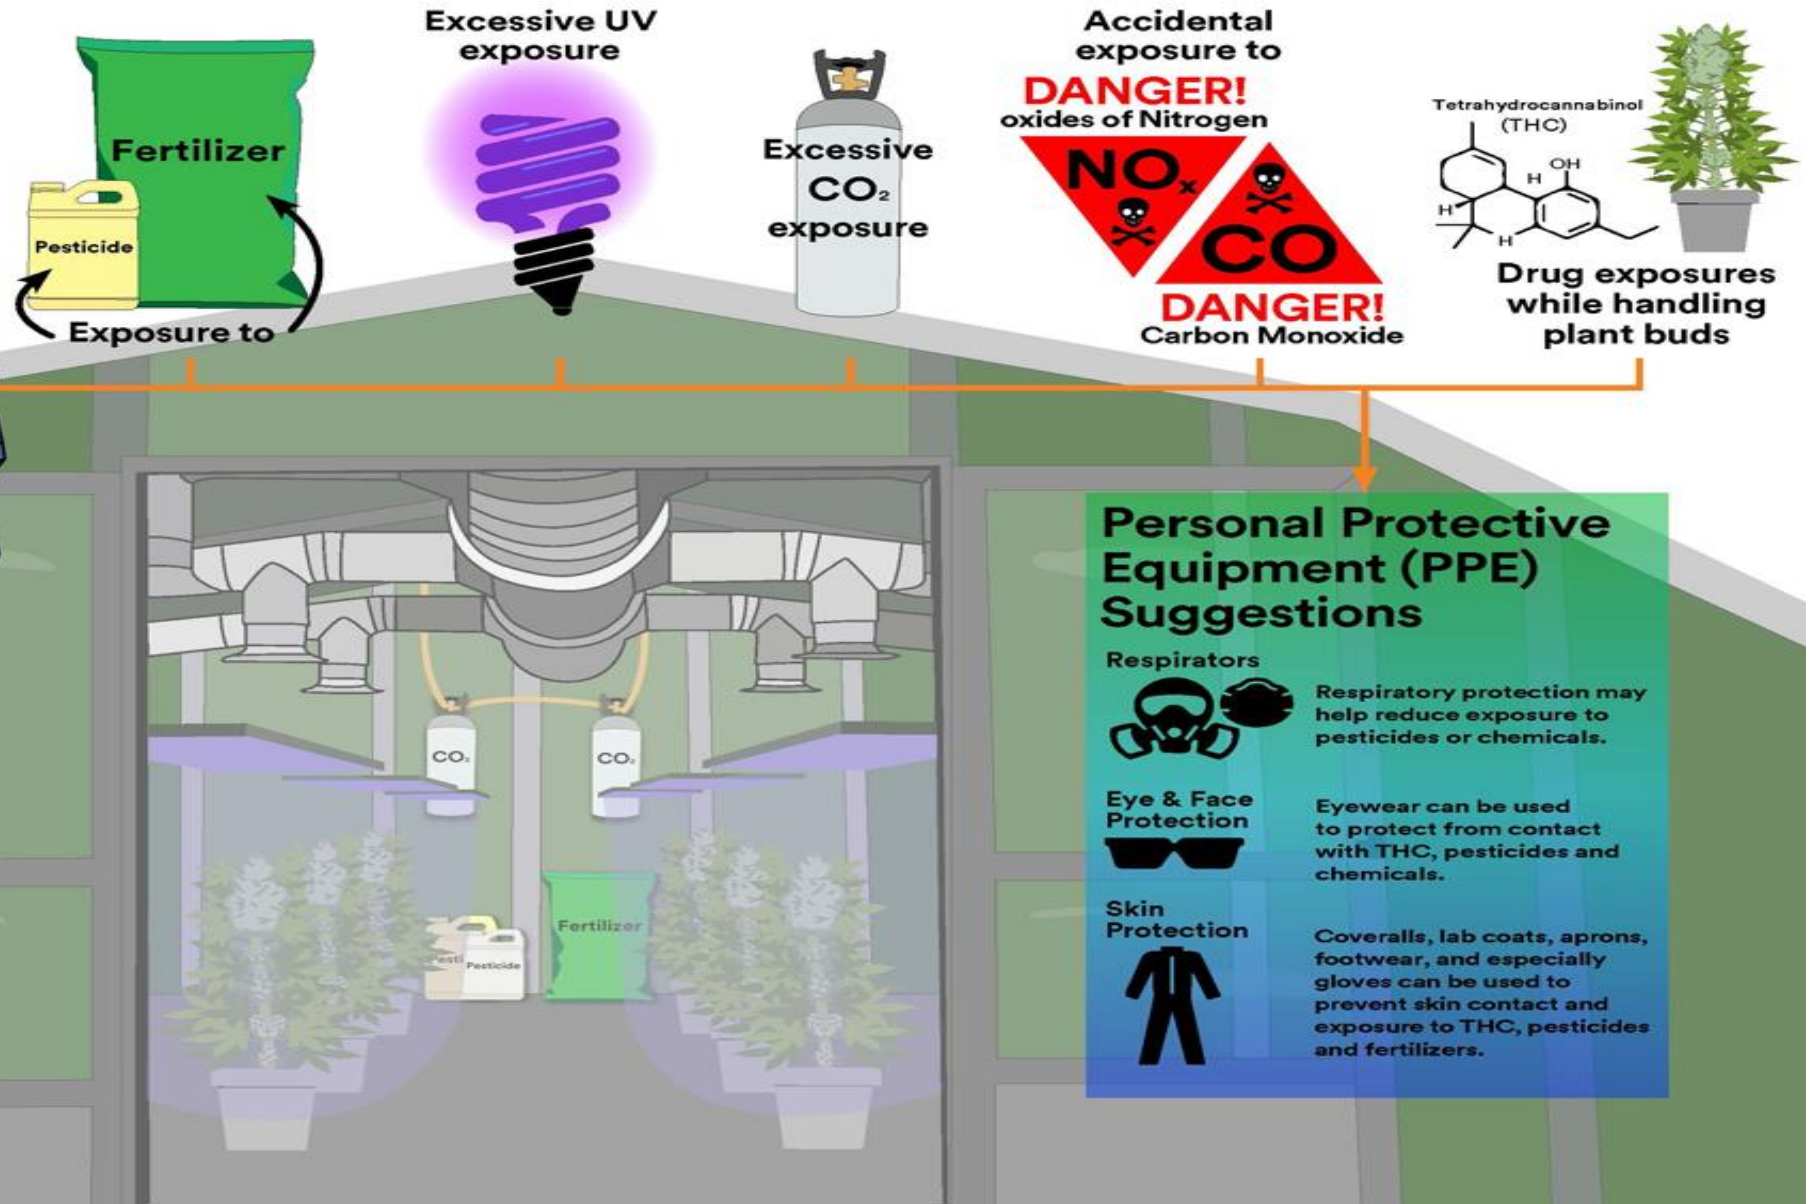 Fertilizer
Pesticide
Exposure to
Excessive UV
exposure
Excessive
CO₂
exposure
Accidental
exposure to
DANGER!
oxides of Nitrogen
NOₓ
CO
DANGER!
Carbon Monoxide
Tetrahydrocannabinol
(THC)
OH
H
H
H
Drug exposures
while handling
plant buds
Personal Protective
Equipment (PPE)
Suggestions
Respirators
Respiratory protection may
help reduce exposure to
pesticides or chemicals.
Eye & Face
Protection
Eyewear can be used
to protect from contact
with THC, pesticides and
chemicals.
Skin
Protection
Coveralls, lab coats, aprons,
footwear, and especially
gloves can be used to
prevent skin contact and
exposure to THC, pesticides
and fertilizers.
CO₂
CO₂
Fertilizer
Pesti
Pesticide